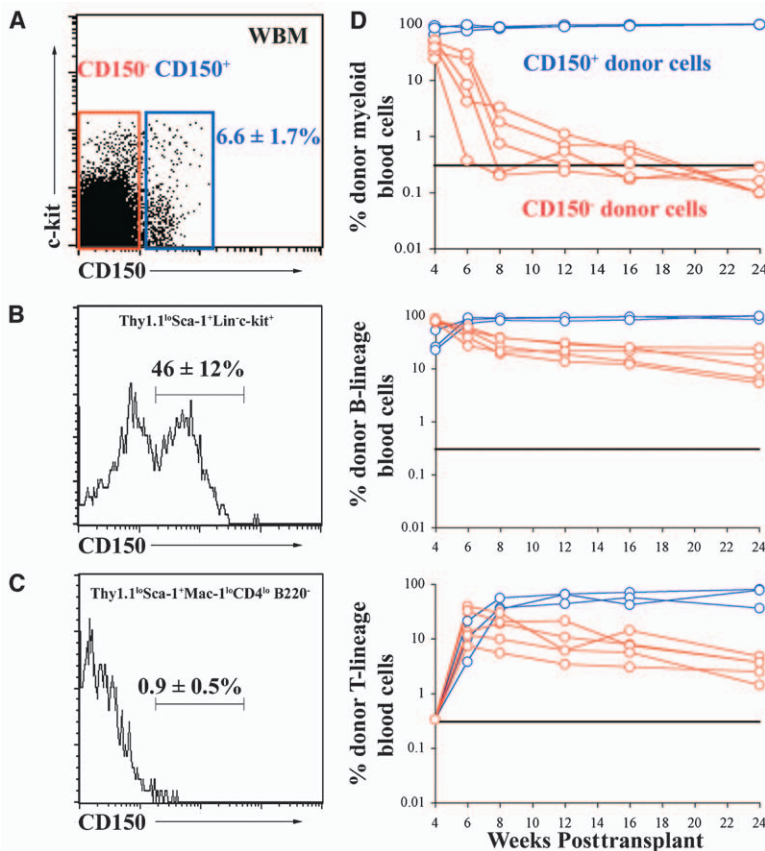 A
WBM
CD150⁻ CD150⁺
6.6 ± 1.7%
c-kit
CD150
B
Thy1.1ˡᵒSca-1⁺Lin⁻c-kit⁺
46 ± 12%
CD150
C
Thy1.1ˡᵒSca-1⁺Mac-1ˡᵒCD4ˡᵒ B220⁻
0.9 ± 0.5%
CD150
D
% donor myeloid
blood cells
100
10
1
0.1
0.01
CD150⁺ donor cells
CD150⁻ donor cells
4 6 8 10 12 14 16 18 20 22 24
% donor B-lineage
blood cells
100
10
1
0.1
0.01
4 6 8 10 12 14 16 18 20 22 24
% donor T-lineage
blood cells
100
10
1
0.1
0.01
4 6 8 10 12 14 16 18 20 22 24
Weeks Posttransplant